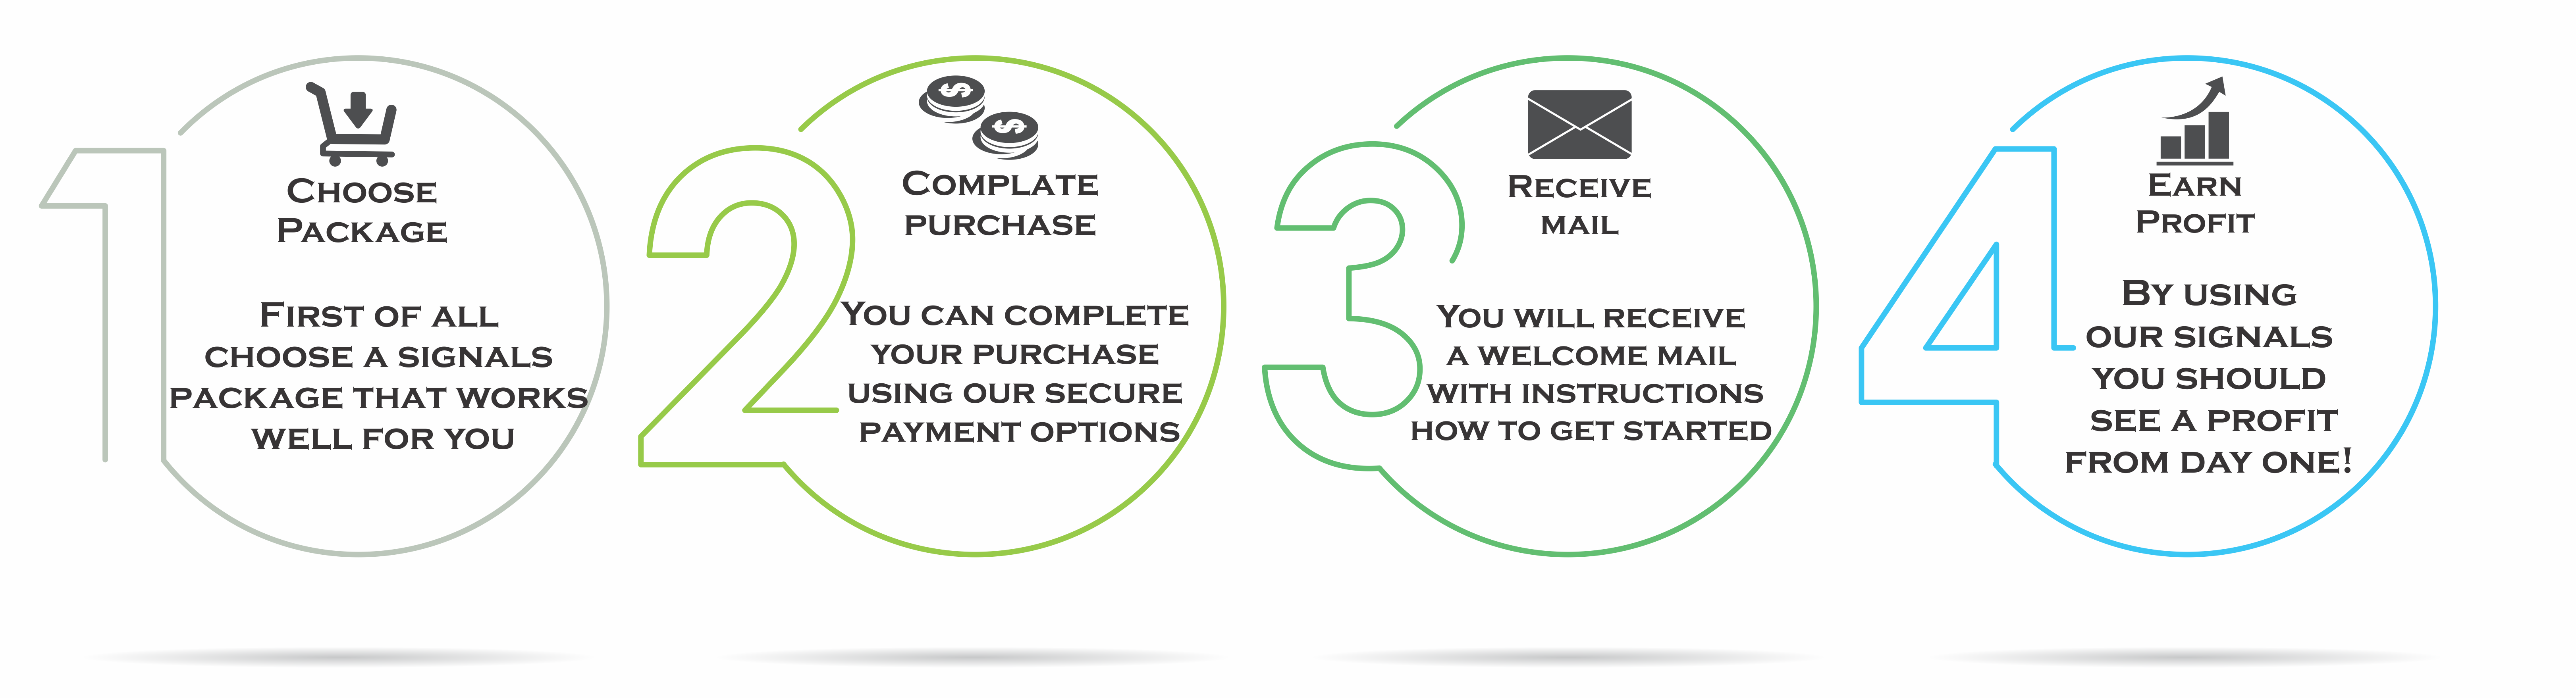 1
CHOOSE
PACKAGE
FIRST OF ALL
CHOOSE A SIGNALS
PACKAGE THAT WORKS
WELL FOR YOU
2
COMPLATE
PURCHASE
YOU CAN COMPLETE
YOUR PURCHASE
USING OUR SECURE
PAYMENT OPTIONS
3
RECEIVE
MAIL
YOU WILL RECEIVE
A WELCOME MAIL
WITH INSTRUCTIONS
HOW TO GET STARTED
4
EARN
PROFIT
BY USING
OUR SIGNALS
YOU SHOULD
SEE A PROFIT
FROM DAY ONE!